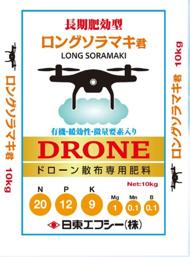 長期肥効型
ロングソラマキ君
LONG SORAMAKI
有機・緩効性・微量要素入り
DRONE
ドローン散布専用肥料
Net:10kg
N P K Mg Mn B
20 12 9 1 0.1 0.1
日東エフシー(株)
ロングソラマキ君 10kg
10kg ロングソラマキ君